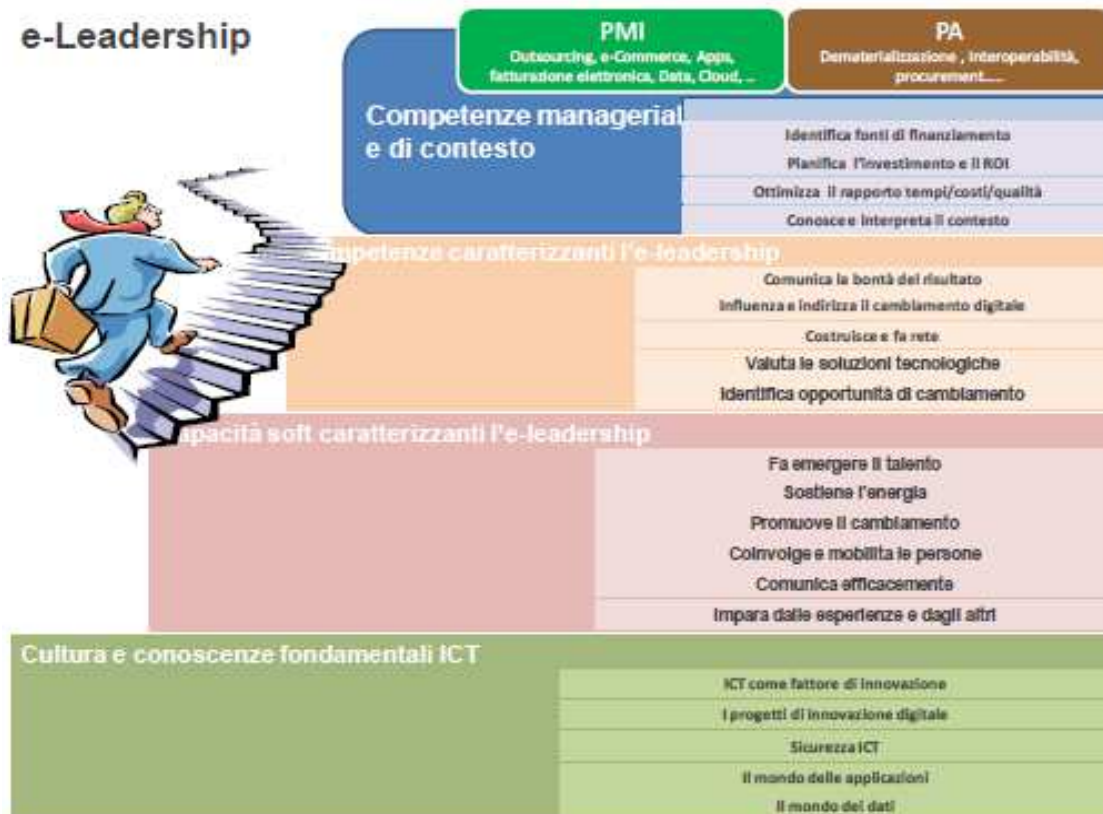 e-Leadership
PMI
Outsourcing, e-Commerce, Apps,
fatturazione elettronica, Data, Cloud, ...
PA
Dematerializzazione , interoperabilità,
procurement.....
Competenze managerial
e di contesto
Identifica fonti di finanziamento
Planifica l'investimento e il ROI
Ottimizza il rapporto tempi/costi/qualità
Conosce e interpreta il contesto
mpetenze caratterizzanti l'e-leadership
Comunica la bontà del risultato
Influenza e indirizza il cambiamento digitale
Costruisce e fa rete
Valuta le soluzioni tecnologiche
Identifica opportunità di cambiamento
apacità soft caratterizzanti l'e-leadership
Fa emergere il talento
Sostiene l'energia
Promuove il cambiamento
Coinvolge e mobilita le persone
Comunica efficacemente
Impara dalle esperienze e dagli altri
Cultura e conoscenze fondamentali ICT
ICT come fattore di innovazione
I progetti di innovazione digitale
Sicurezza ICT
Il mondo delle applicazioni
Il mondo dei dati